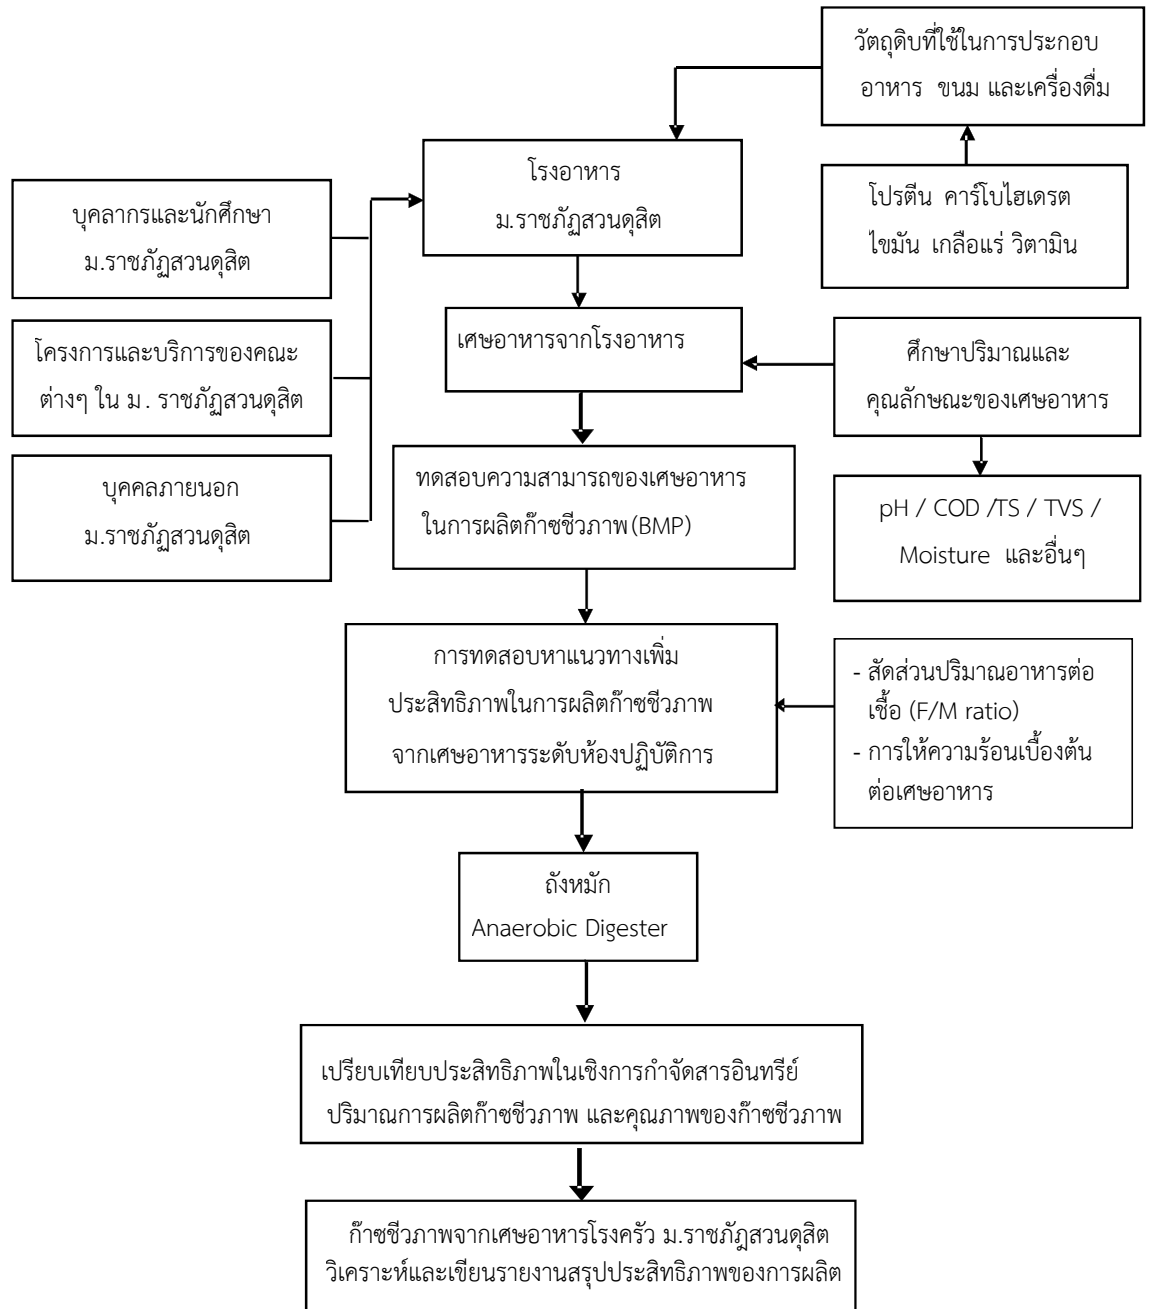 วัตถุดิบที่ใช้ในการประกอบ
อาหาร ขนม และเครื่องดื่ม
โปรตีน คาร์โบไฮเดรต
ไขมัน เกลือแร่ วิตามิน
โรงอาหาร
ม.ราชภัฏสวนดุสิต
บุคลากรและนักศึกษา
ม.ราชภัฏสวนดุสิต
โครงการและบริการของคณะ
ต่างๆ ใน ม. ราชภัฏสวนดุสิต
บุคคลภายนอก
ม.ราชภัฏสวนดุสิต
เศษอาหารจากโรงอาหาร
ศึกษาปริมาณและ
คุณลักษณะของเศษอาหาร
pH / COD /TS / TVS /
Moisture และอื่นๆ
ทดสอบความสามารถของเศษอาหาร
ในการผลิตก๊าซชีวภาพ(BMP)
การทดสอบหาแนวทางเพิ่ม
ประสิทธิภาพในการผลิตก๊าซชีวภาพ
จากเศษอาหารระดับห้องปฏิบัติการ
- สัดส่วนปริมาณอาหารต่อ
เชื้อ (F/M ratio)
- การให้ความร้อนเบื้องต้น
ต่อเศษอาหาร
ถังหมัก
Anaerobic Digester
เปรียบเทียบประสิทธิภาพในเชิงการกำจัดสารอินทรีย์
ปริมาณการผลิตก๊าซชีวภาพ และคุณภาพของก๊าซชีวภาพ
ก๊าซชีวภาพจากเศษอาหารโรงครัว ม.ราชภัฎสวนดุสิต
วิเคราะห์และเขียนรายงานสรุปประสิทธิภาพของการผลิต